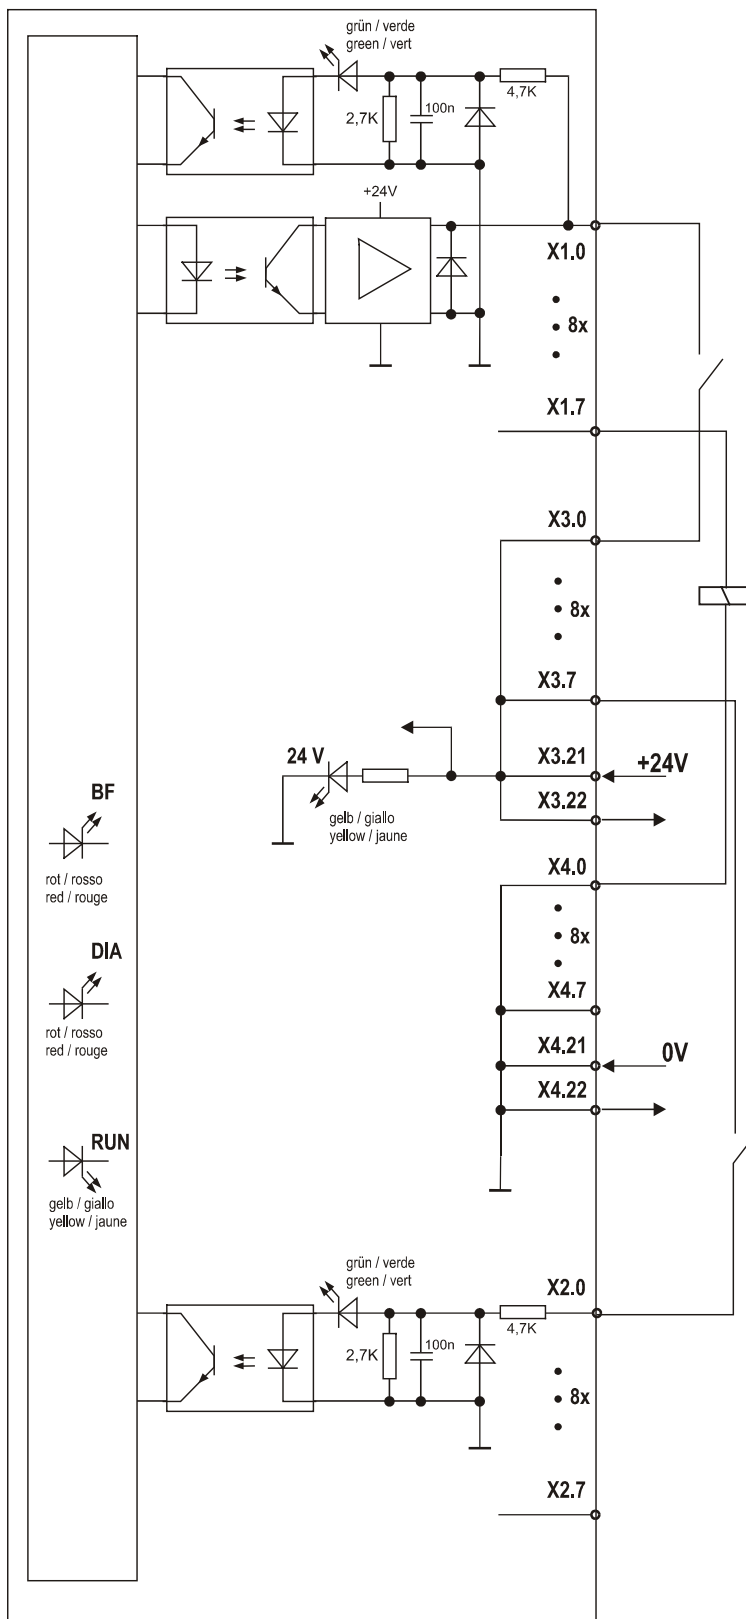 grün / verde
green / vert
2,7K
100n
4,7K
+24V
X1.0
8x
X1.7
X3.0
8x
X3.7
24 V
X3.21
+24V
X3.22
gelb / giallo
yellow / jaune
BF
rot / rosso
red / rouge
X4.0
8x
DIA
X4.7
rot / rosso
red / rouge
X4.21
0V
X4.22
RUN
gelb / giallo
yellow / jaune
grün / verde
green / vert
X2.0
2,7K
100n
4,7K
8x
X2.7